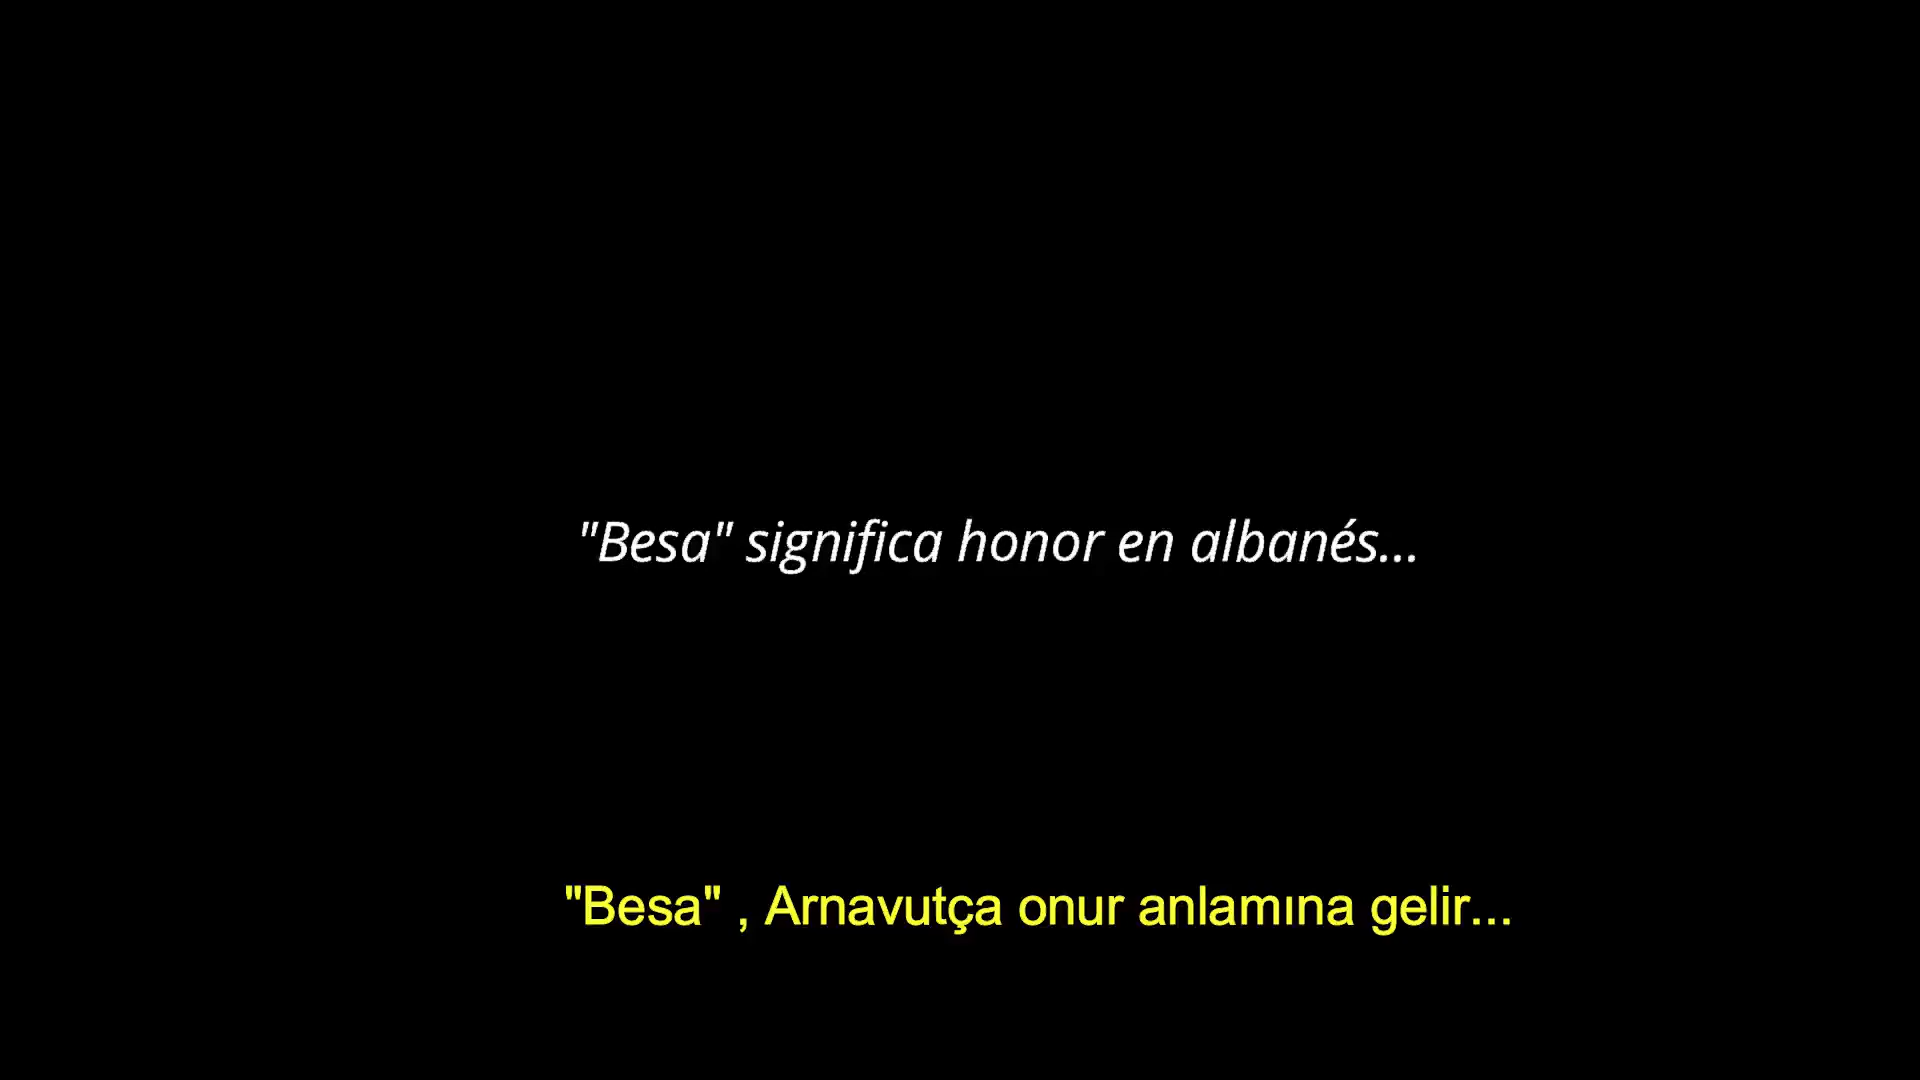 "Besa" significa honor en albanés...
"Besa" , Arnavutça onur anlamına gelir...